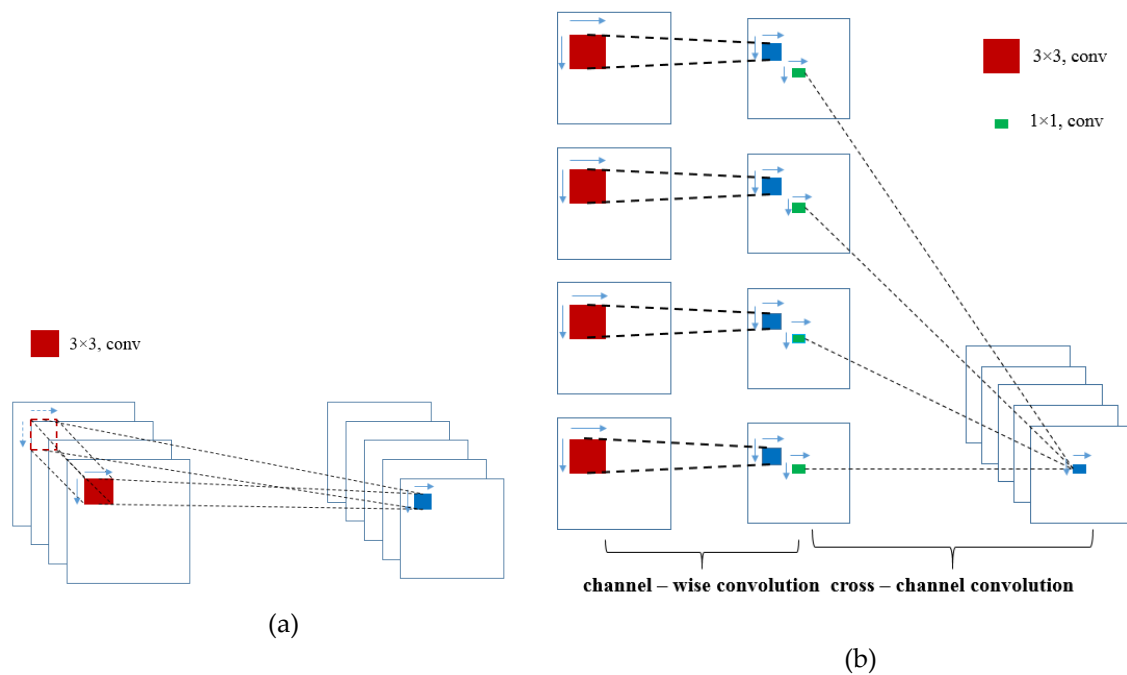 3×3, conv
1×1, conv
3×3, conv
channel – wise convolution cross – channel convolution
(a)
(b)